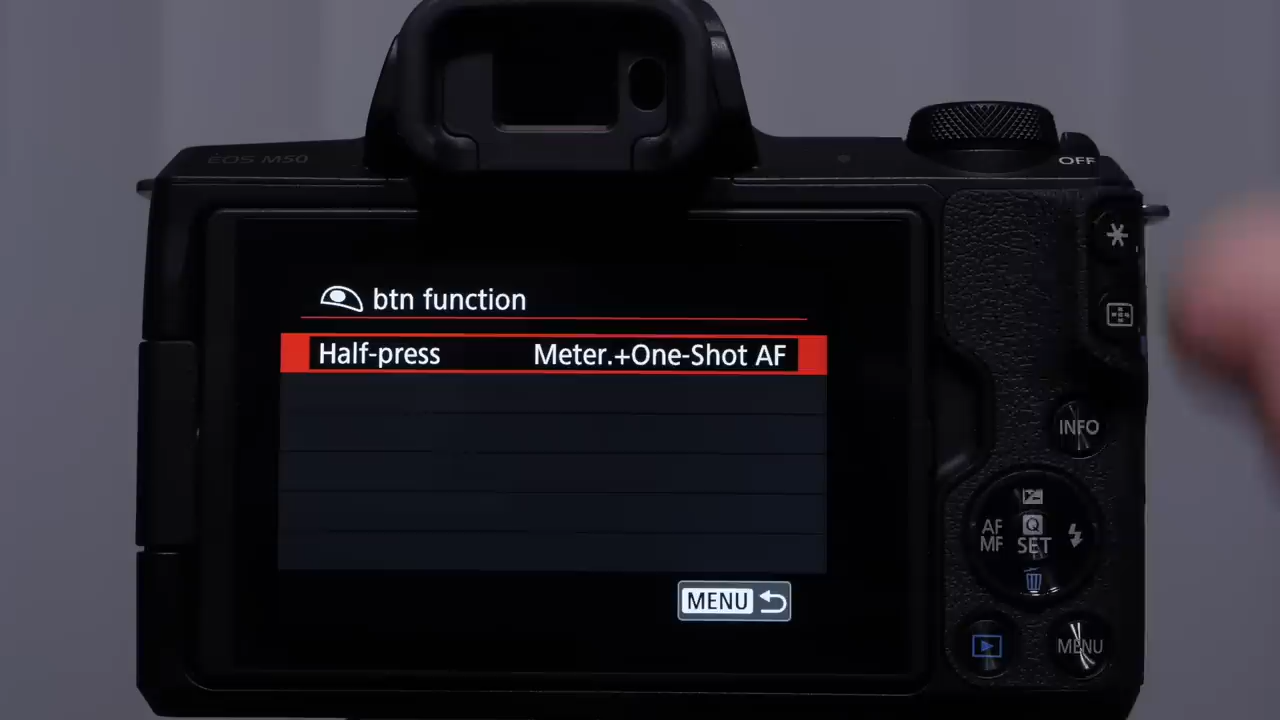 EOS M50
OFF
btn function
Half-press Meter.+One-Shot AF
INFO
AF
MF
Q
SET
MENU
MENU